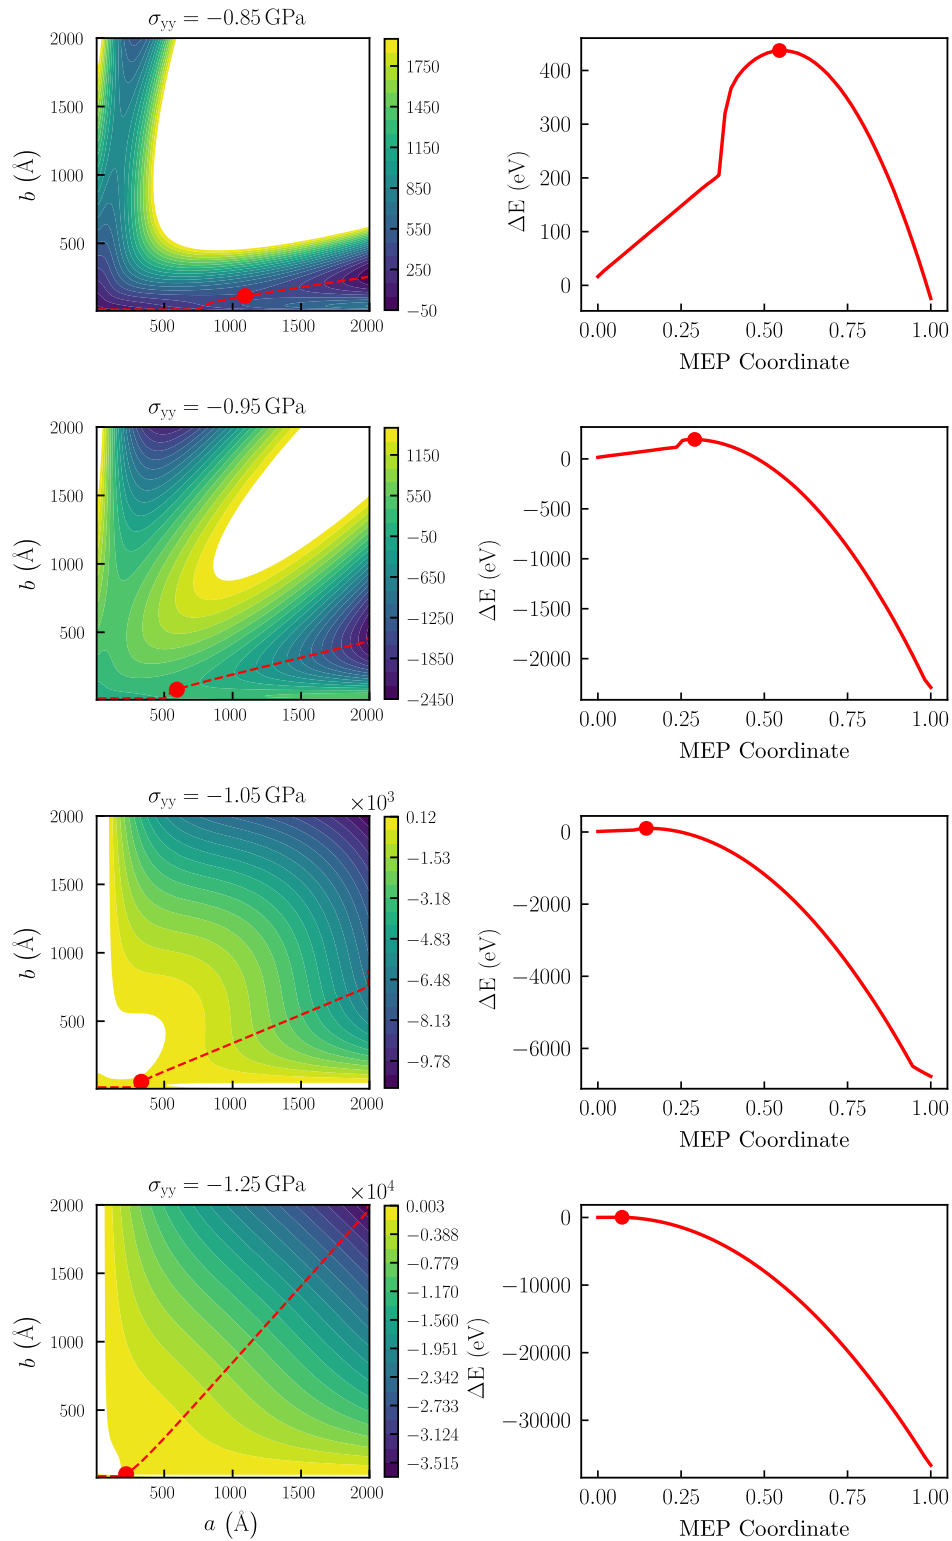 σyy = −0.85 GPa
2000
1500
1000
500
b (Å)
500 1000 1500 2000
1750
1450
1150
850
550
250
−50
ΔE (eV)
400
300
200
100
0
0.00 0.25 0.50 0.75 1.00
MEP Coordinate
σyy = −0.95 GPa
2000
1500
1000
500
b (Å)
500 1000 1500 2000
1150
550
−50
−650
−1250
−1850
−2450
ΔE (eV)
0
−500
−1000
−1500
−2000
0.00 0.25 0.50 0.75 1.00
MEP Coordinate
σyy = −1.05 GPa
×10³
2000
1500
1000
500
b (Å)
500 1000 1500 2000
0.12
−1.53
−3.18
−4.83
−6.48
−8.13
−9.78
ΔE (eV)
0
−2000
−4000
−6000
0.00 0.25 0.50 0.75 1.00
MEP Coordinate
σyy = −1.25 GPa
×10⁴
2000
1500
1000
500
b (Å)
500 1000 1500 2000
a (Å)
0.003
−0.388
−0.779
−1.170
−1.560
−1.951
−2.342
−2.733
−3.124
−3.515
ΔE (eV)
0
−10000
−20000
−30000
0.00 0.25 0.50 0.75 1.00
MEP Coordinate